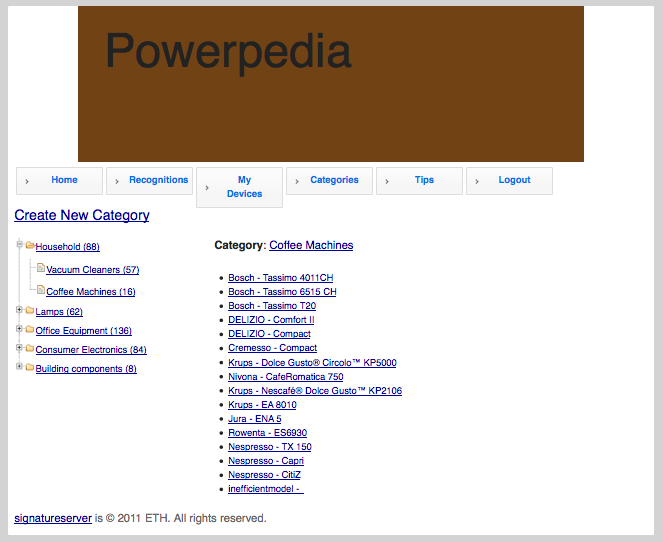 Powerpedia
Home
Recognitions
My
Devices
Categories
Tips
Logout
Create New Category
Household (88)
Vacuum Cleaners (57)
Coffee Machines (16)
Lamps (62)
Office Equipment (136)
Consumer Electronics (84)
Building components (8)
Category: Coffee Machines
Bosch - Tassimo 4011CH
Bosch - Tassimo 6515 CH
Bosch - Tassimo T20
DELIZIO - Comfort II
DELIZIO - Compact
Cremesso - Compact
Krups - Dolce Gusto® Circolo™ KP5000
Nivona - CafeRomatica 750
Krups - Nescafé® Dolce Gusto™ KP2106
Krups - EA 8010
Jura - ENA 5
Rowenta - ES6930
Nespresso - TX 150
Nespresso - Capri
Nespresso - CitiZ
inefficientmodel -
signatureserver is © 2011 ETH. All rights reserved.